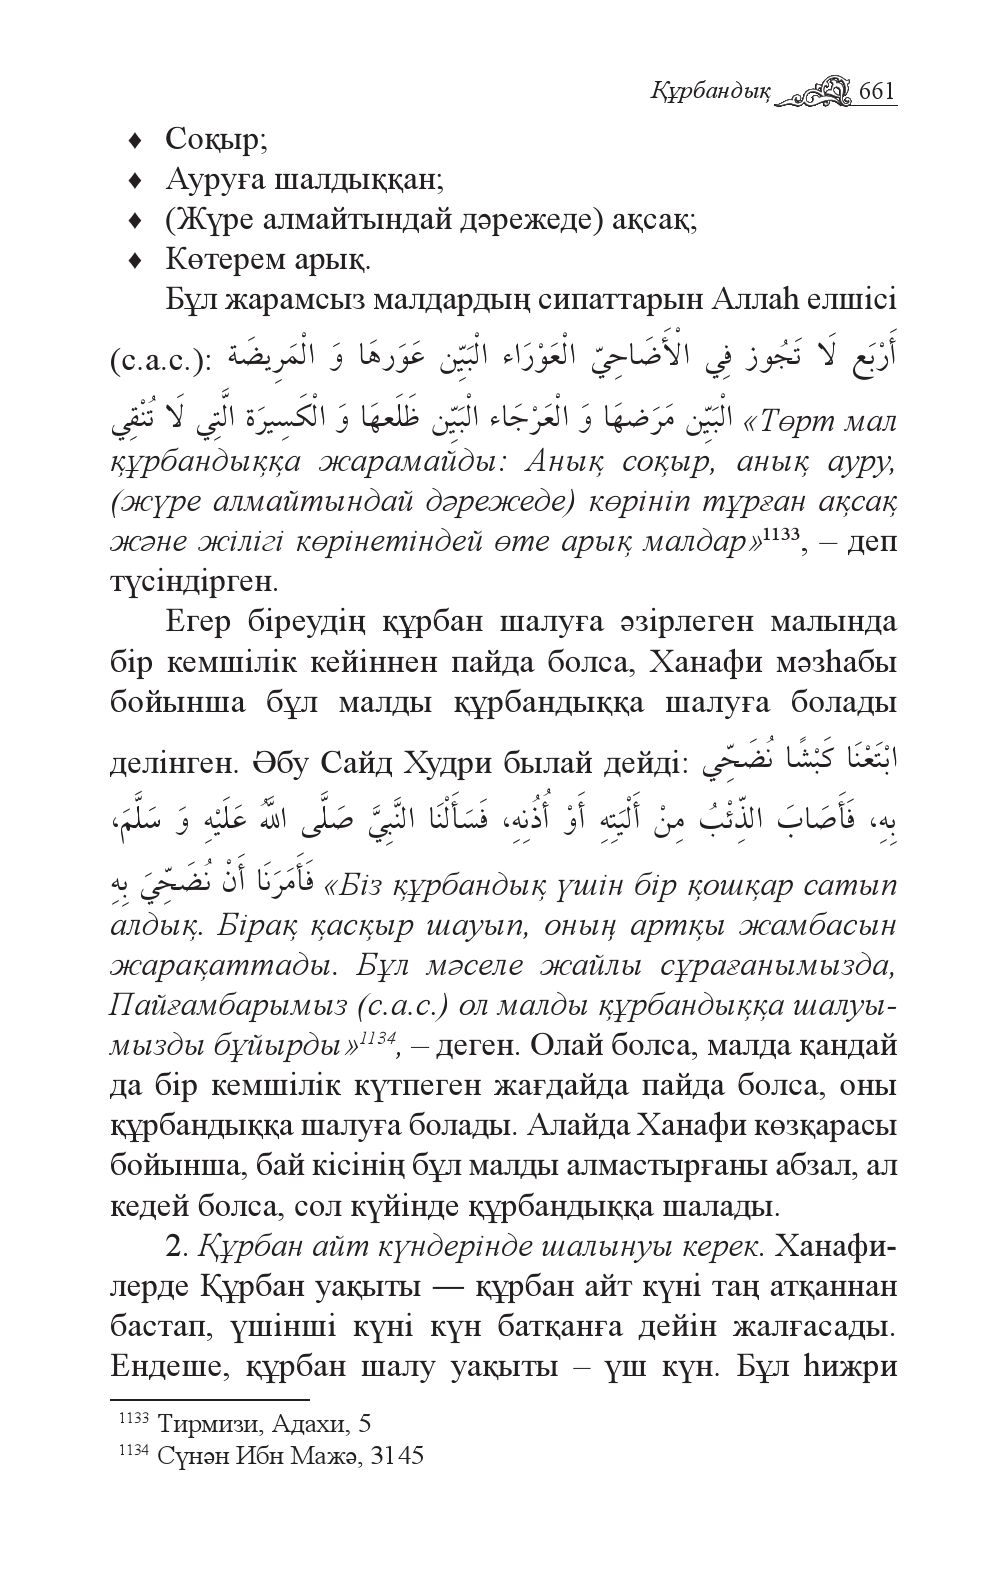 Құрбандық 661
♦ Соқыр;
♦ Ауруға шалдыққан;
♦ (Жүре алмайтындай дәрежеде) ақсақ;
♦ Көтерем арық.
Бұл жарамсыз малдардың сипаттарын Аллаһ елшісі
(с.а.с.): أَرْبَع لَا تَجُوز فِي الْأَضَاحِيّ الْعَوْرَاء الْبَيِّن عَوَرهَا وَ الْمَرِيضَة
الْبَيِّن مَرَضهَا وَ الْعَرْجَاء الْبَيِّن ظَلَعهَا وَ الْكَسِيرَة الَّتِي لَا تُنْقِي «Төрт мал
құрбандыққа жарамайды: Анық соқыр, анық ауру,
(жүре алмайтындай дәрежеде) көрініп тұрған ақсақ
және жілігі көрінетіндей өте арық малдар»¹¹³³, – деп
түсіндірген.
Егер біреудің құрбан шалуға әзірлеген малында
бір кемшілік кейіннен пайда болса, Ханафи мәзһабы
бойынша бұл малды құрбандыққа шалуға болады
делінген. Әбу Сайд Худри былай дейді: ابْتَعْنَا كَبْشًا نُضَحِّي
بِهِ، فَأَصَابَ الذِّئْبُ مِنْ أَلْيَتِهِ أَوْ أُذُنِهِ، فَسَأَلْنَا النَّبِيَّ صَلَّى اللَّهُ عَلَيْهِ وَ سَلَّمَ،
فَأَمَرَنَا أَنْ نُضَحِّيَ بِهِ «Біз құрбандық үшін бір қошқар сатып
алдық. Бірақ қасқыр шауып, оның артқы жамбасын
жарақаттады. Бұл мәселе жайлы сұрағанымызда,
Пайғамбарымыз (с.а.с.) ол малды құрбандыққа шалуы-
мызды бұйырды»¹¹³⁴, – деген. Олай болса, малда қандай
да бір кемшілік күтпеген жағдайда пайда болса, оны
құрбандыққа шалуға болады. Алайда Ханафи көзқарасы
бойынша, бай кісінің бұл малды алмастырғаны абзал, ал
кедей болса, сол күйінде құрбандыққа шалады.
2. Құрбан айт күндерінде шалынуы керек. Ханафи-
лерде Құрбан уақыты — құрбан айт күні таң атқаннан
бастап, үшінші күні күн батқанға дейін жалғасады.
Ендеше, құрбан шалу уақыты – үш күн. Бұл һижри
¹¹³³ Тирмизи, Адахи, 5
¹¹³⁴ Сүнән Ибн Мажә, 3145